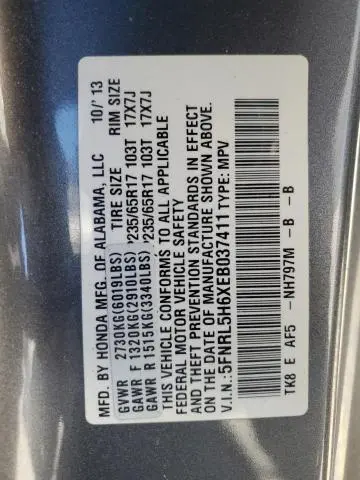 MFD. BY HONDA MFG. OF ALABAMA, LLC 10/'13
TIRE SIZE RIM SIZE
GVWR 2730KG(6019LBS)
GAWR F 1320KG(2910LBS) P235/65R17 103T 17X7J
GAWR R 1515KG(3340LBS) P235/65R17 103T 17X7J
THIS VEHICLE CONFORMS TO ALL APPLICABLE
FEDERAL MOTOR VEHICLE SAFETY
AND THEFT PREVENTION STANDARDS IN EFFECT
ON THE DATE OF MANUFACTURE SHOWN ABOVE.
V.I.N.:5FNRL5H6XEB037411 TYPE: MPV
TK8 E AF5 -NH797M -B -B